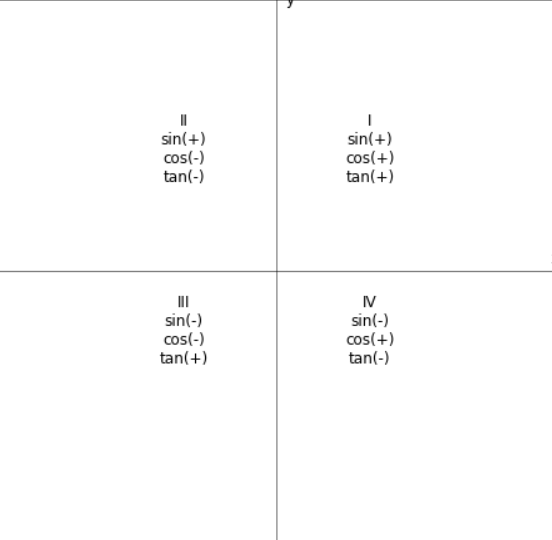 y
II
sin(+)
cos(-)
tan(-)
I
sin(+)
cos(+)
tan(+)
III
sin(-)
cos(-)
tan(+)
IV
sin(-)
cos(+)
tan(-)